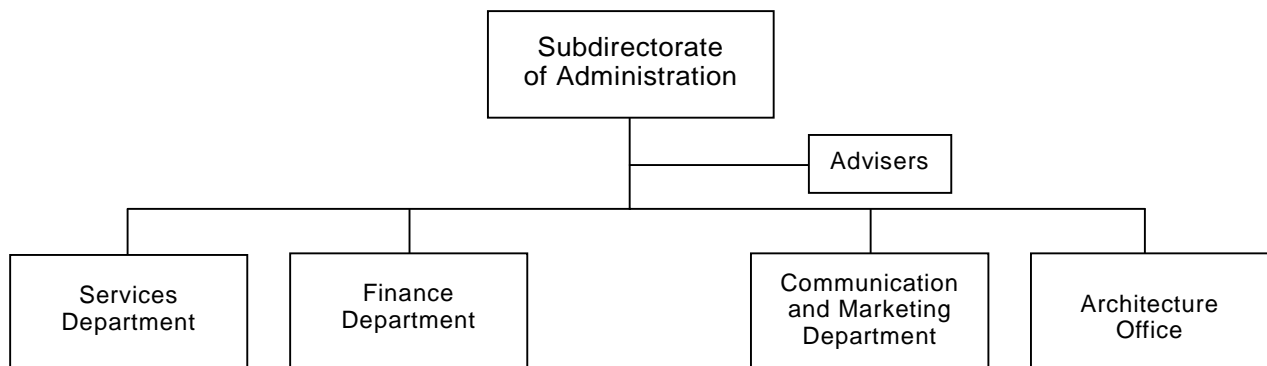 Subdirectorate
of Administration
Advisers
Services
Department
Finance
Department
Communication
and Marketing
Department
Architecture
Office